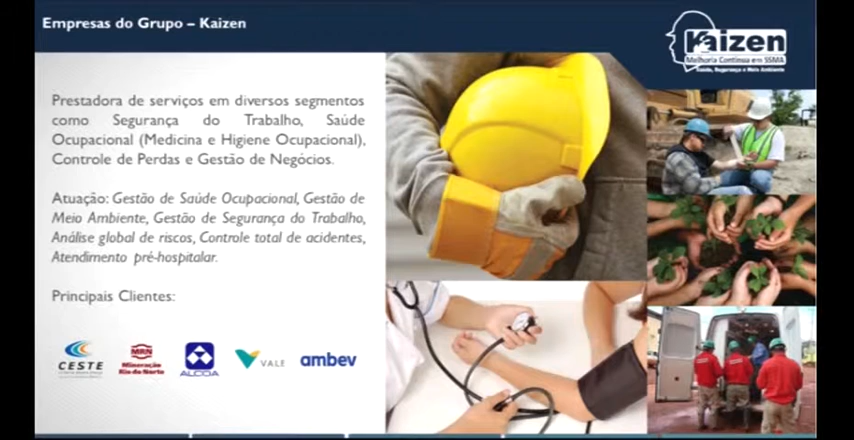 Empresas do Grupo – Kaizen
Kaizen
Melhoria Contínua em SSMA
Saúde, Segurança e Meio Ambiente
Prestadora de serviços em diversos segmentos
como Segurança do Trabalho, Saúde
Ocupacional (Medicina e Higiene Ocupacional),
Controle de Perdas e Gestão de Negócios.
Atuação: Gestão de Saúde Ocupacional, Gestão de
Meio Ambiente, Gestão de Segurança do Trabalho,
Análise global de riscos, Controle total de acidentes,
Atendimento pré-hospitalar.
Principais Clientes:
CESTE
MRN
Mineração
Rio do Norte
ALCOA
VALE
ambev